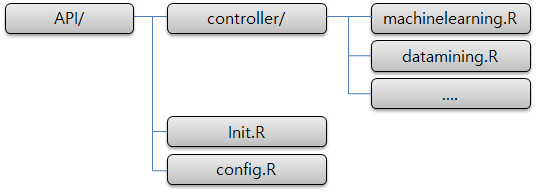 API/
controller/
machinelearning.R
datamining.R
....
Init.R
config.R